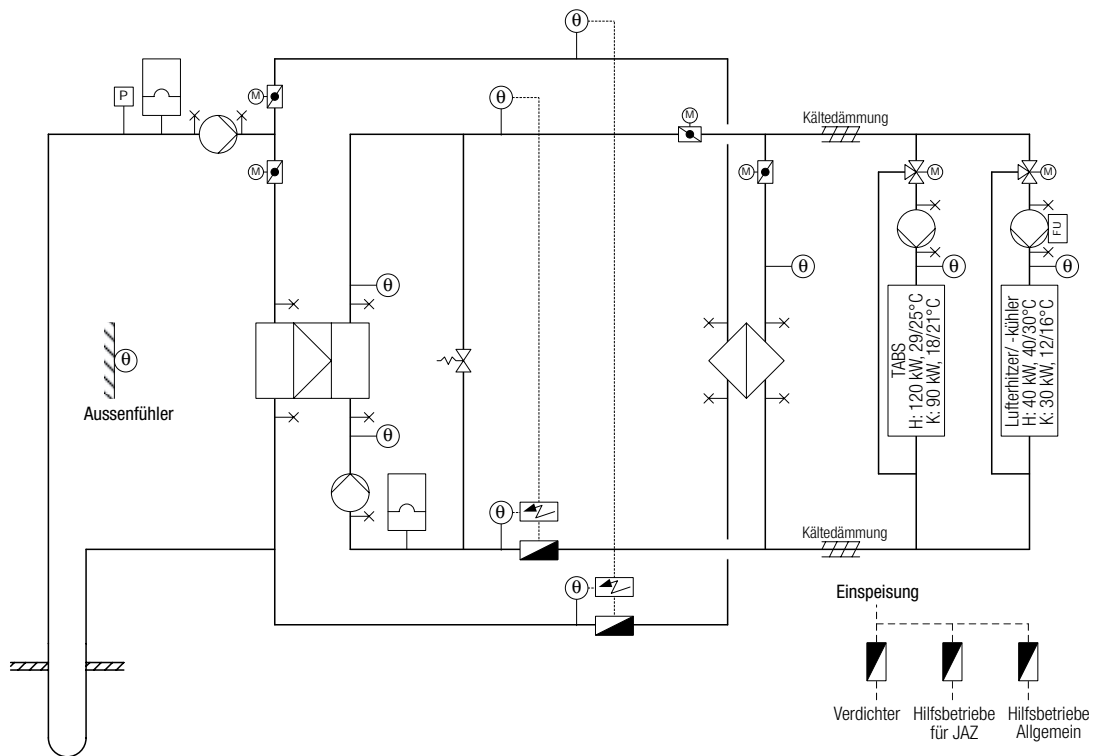 θ
P
θ
M
M
Kältedämmung
M
M
M
M
FU
θ
θ
θ
θ
θ
Aussenfühler
TABS
H: 120 kW, 29/25°C
K: 90 kW, 18/21°C
Lufterhitzer/ -kühler
H: 40 kW, 40/30°C
K: 30 kW, 12/16°C
θ
θ
Kältedämmung
θ
Einspeisung
Verdichter
Hilfsbetriebe
für JAZ
Hilfsbetriebe
Allgemein